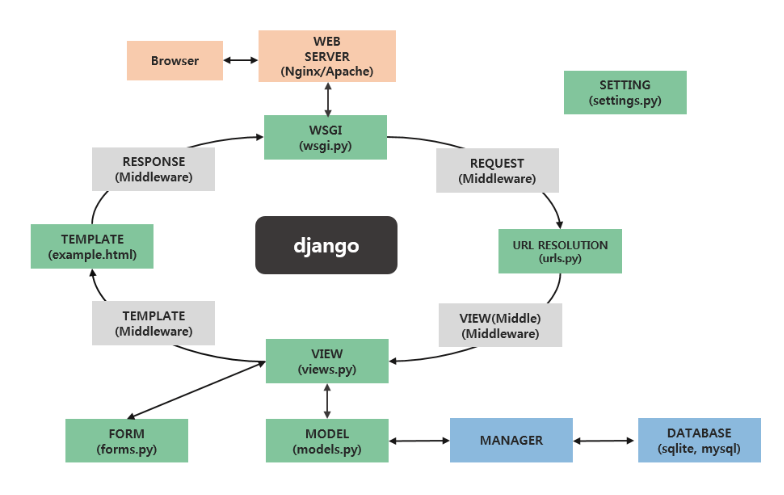 Browser
WEB
SERVER
(Nginx/Apache)
SETTING
(settings.py)
WSGI
(wsgi.py)
RESPONSE
(Middleware)
REQUEST
(Middleware)
TEMPLATE
(example.html)
django
URL RESOLUTION
(urls.py)
TEMPLATE
(Middleware)
VIEW(Middle)
(Middleware)
VIEW
(views.py)
FORM
(forms.py)
MODEL
(models.py)
MANAGER
DATABASE
(sqlite, mysql)